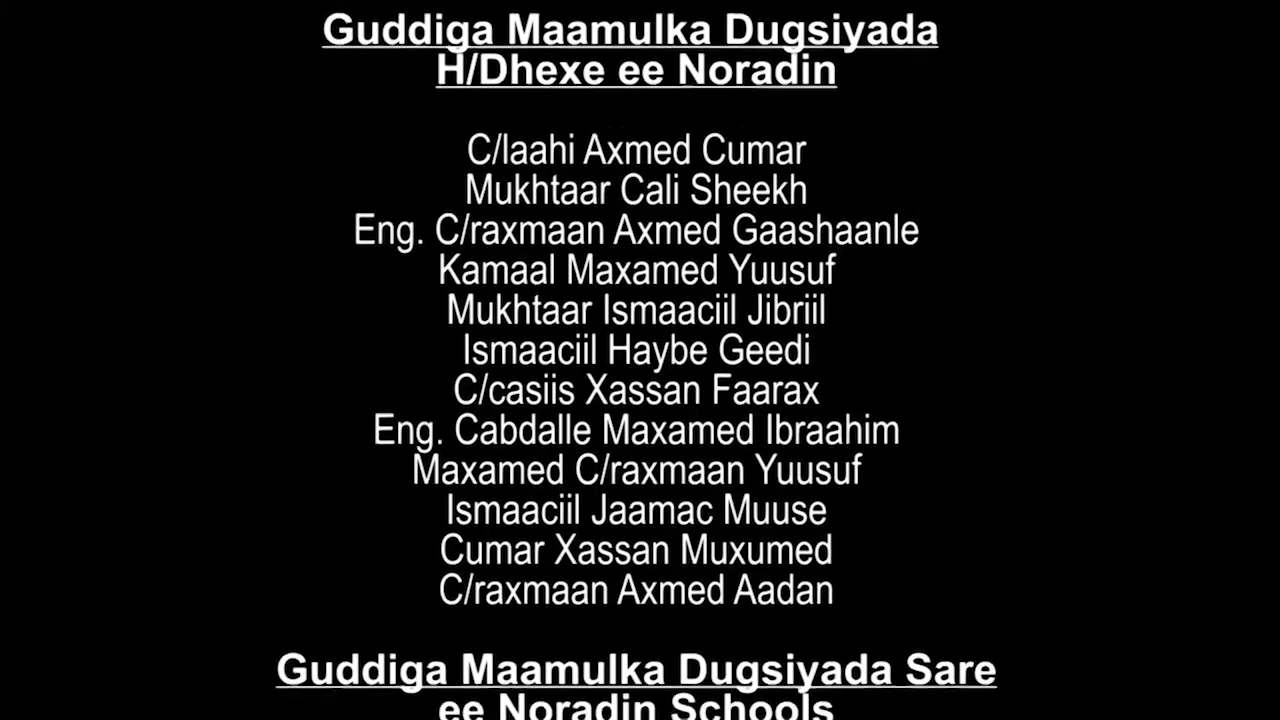 Guddiga Maamulka Dugsiyada
H/Dhexe ee Noradin
C/laahi Axmed Cumar
Mukhtaar Cali Sheekh
Eng. C/raxmaan Axmed Gaashaanle
Kamaal Maxamed Yuusuf
Mukhtaar Ismaaciil Jibriil
Ismaaciil Haybe Geedi
C/casiis Xassan Faarax
Eng. Cabdalle Maxamed Ibraahim
Maxamed C/raxmaan Yuusuf
Ismaaciil Jaamac Muuse
Cumar Xassan Muxumed
C/raxmaan Axmed Aadan
Guddiga Maamulka Dugsiyada Sare
ee Noradin Schools